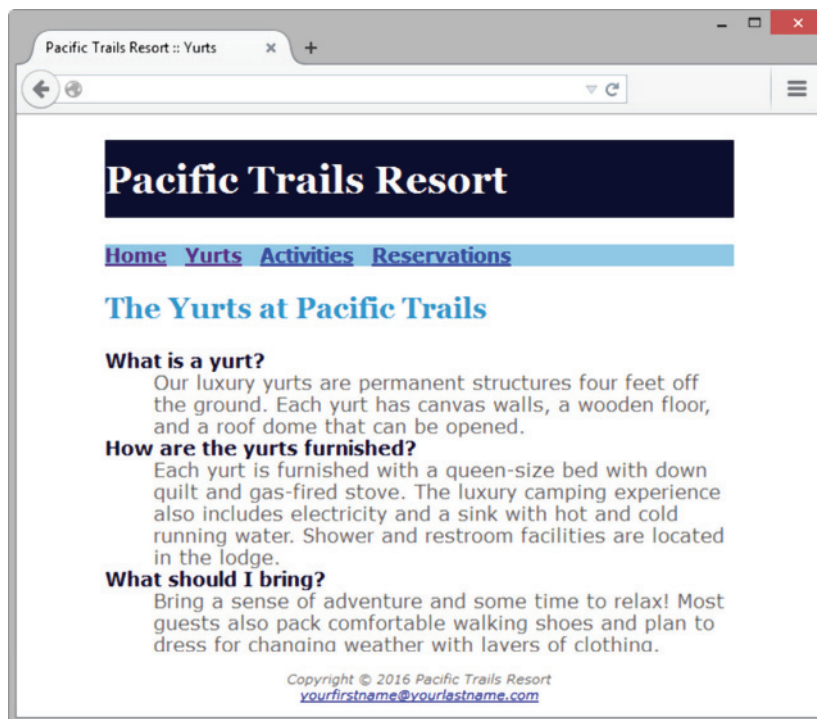 Pacific Trails Resort :: Yurts
Pacific Trails Resort
Home Yurts Activities Reservations
The Yurts at Pacific Trails
What is a yurt?
Our luxury yurts are permanent structures four feet off
the ground. Each yurt has canvas walls, a wooden floor,
and a roof dome that can be opened.
How are the yurts furnished?
Each yurt is furnished with a queen-size bed with down
quilt and gas-fired stove. The luxury camping experience
also includes electricity and a sink with hot and cold
running water. Shower and restroom facilities are located
in the lodge.
What should I bring?
Bring a sense of adventure and some time to relax! Most
guests also pack comfortable walking shoes and plan to
dress for changing weather with layers of clothing.
Copyright © 2016 Pacific Trails Resort
yourfirstname@yourlastname.com